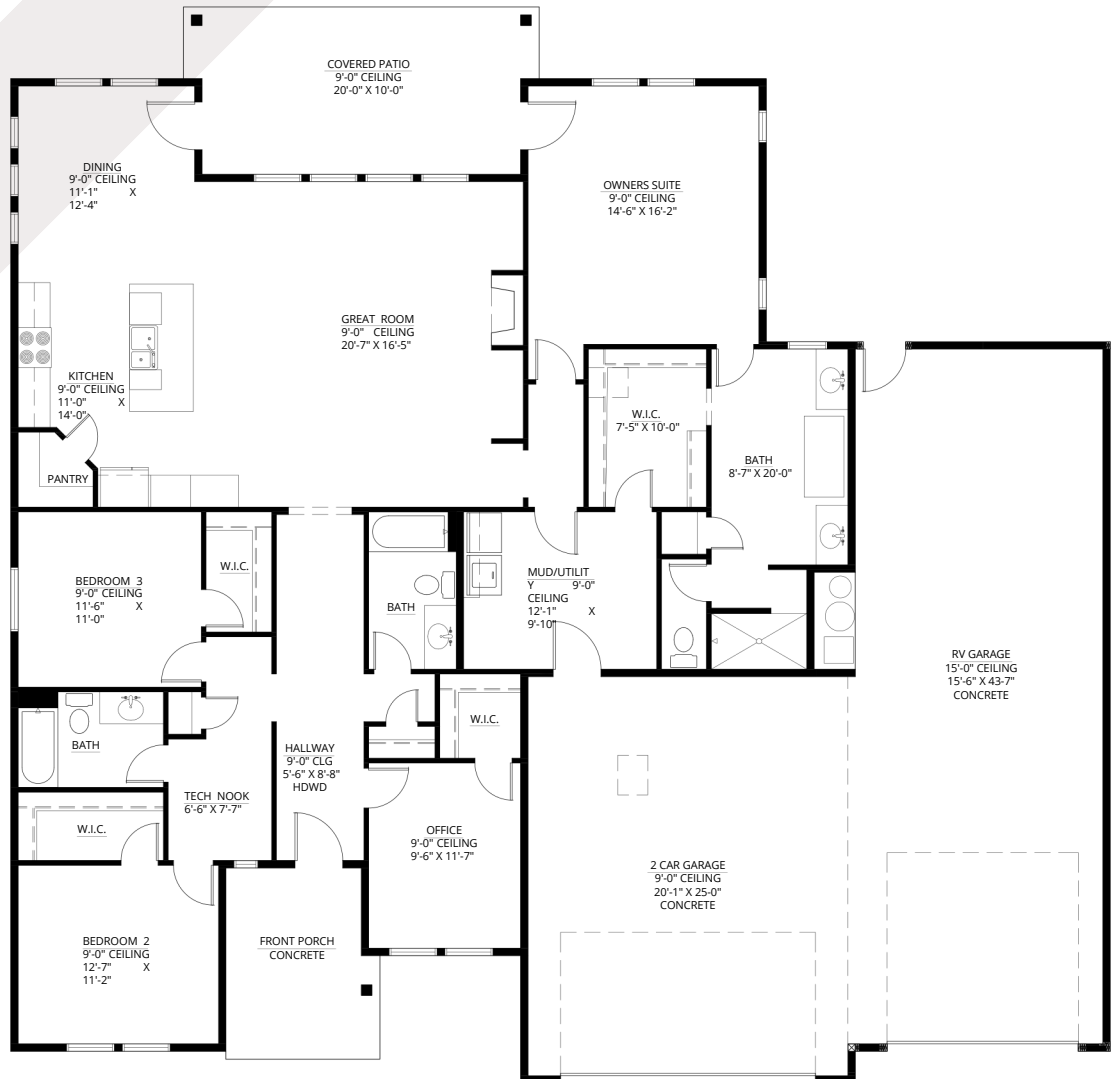 COVERED PATIO
9'-0" CEILING
20'-0" X 10'-0"
DINING
9'-0" CEILING
11'-1" X
12'-4"
OWNERS SUITE
9'-0" CEILING
14'-6" X 16'-2"
GREAT ROOM
9'-0" CEILING
20'-7" X 16'-5"
KITCHEN
9'-0" CEILING
11'-0" X
14'-0"
W.I.C.
7'-5" X 10'-0"
BATH
8'-7" X 20'-0"
PANTRY
BEDROOM 3
9'-0" CEILING
11'-6" X
11'-0"
W.I.C.
BATH
MUD/UTILIT
Y 9'-0"
CEILING
12'-1" X
9'-10"
RV GARAGE
15'-0" CEILING
15'-6" X 43'-7"
CONCRETE
BATH
W.I.C.
HALLWAY
9'-0" CLG
5'-6" X 8'-8"
HDWD
TECH NOOK
6'-6" X 7'-7"
W.I.C.
OFFICE
9'-0" CEILING
9'-6" X 11'-7"
2 CAR GARAGE
9'-0" CEILING
20'-1" X 25-0"
CONCRETE
BEDROOM 2
9'-0" CEILING
12'-7" X
11'-2"
FRONT PORCH
CONCRETE